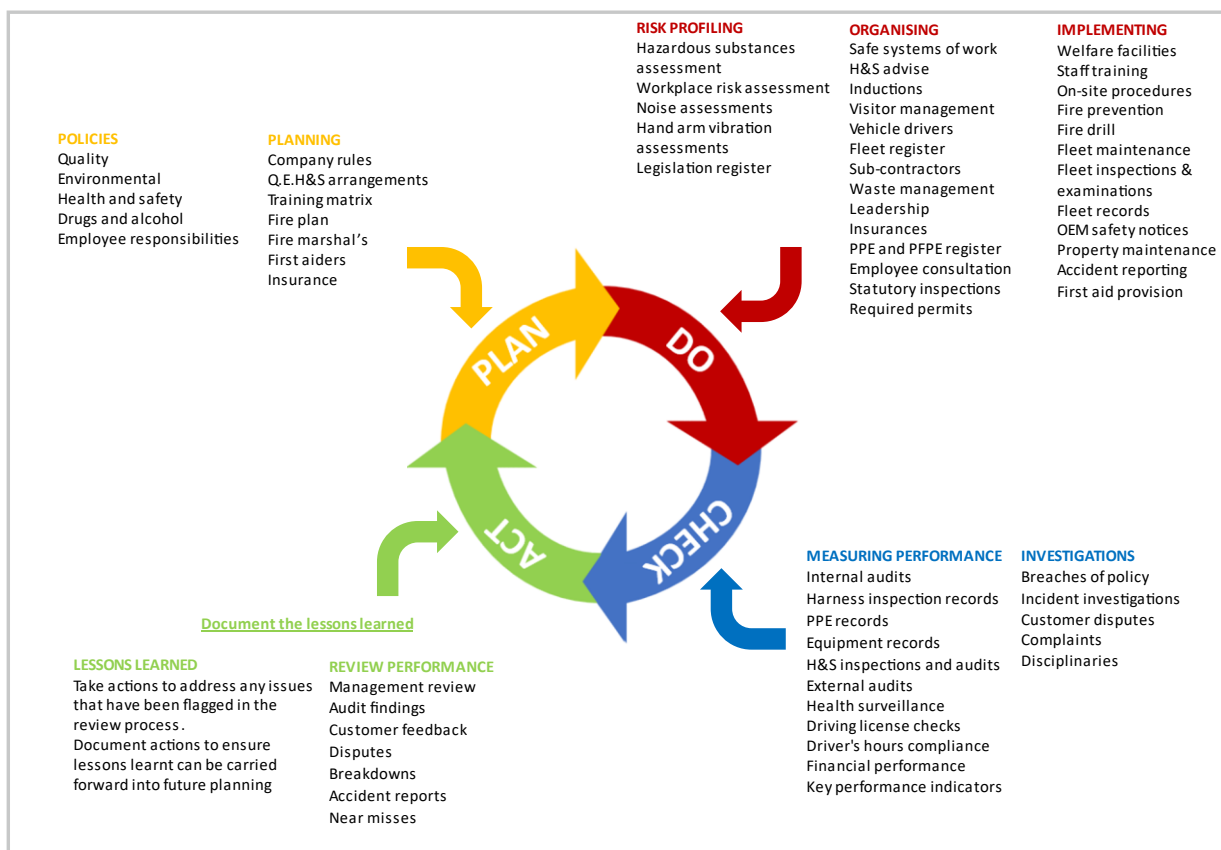 POLICIES
Quality
Environmental
Health and safety
Drugs and alcohol
Employee responsibilities
PLANNING
Company rules
Q.E.H&S arrangements
Training matrix
Fire plan
Fire marshal's
First aiders
Insurance
RISK PROFILING
Hazardous substances
assessment
Workplace risk assessment
Noise assessments
Hand arm vibration
assessments
Legislation register
ORGANISING
Safe systems of work
H&S advise
Inductions
Visitor management
Vehicle drivers
Fleet register
Sub-contractors
Waste management
Leadership
Insurances
PPE and PFPE register
Employee consultation
Statutory inspections
Required permits
IMPLEMENTING
Welfare facilities
Staff training
On-site procedures
Fire prevention
Fire drill
Fleet maintenance
Fleet inspections &
examinations
Fleet records
OEM safety notices
Property maintenance
Accident reporting
First aid provision
PLAN
DO
CHECK
ACT
MEASURING PERFORMANCE
Internal audits
Harness inspection records
PPE records
Equipment records
H&S inspections and audits
External audits
Health surveillance
Driving license checks
Driver's hours compliance
Financial performance
Key performance indicators
INVESTIGATIONS
Breaches of policy
Incident investigations
Customer disputes
Complaints
Disciplinaries
Document the lessons learned
LESSONS LEARNED
Take actions to address any issues
that have been flagged in the
review process.
Document actions to ensure
lessons learnt can be carried
forward into future planning
REVIEW PERFORMANCE
Management review
Audit findings
Customer feedback
Disputes
Breakdowns
Accident reports
Near misses